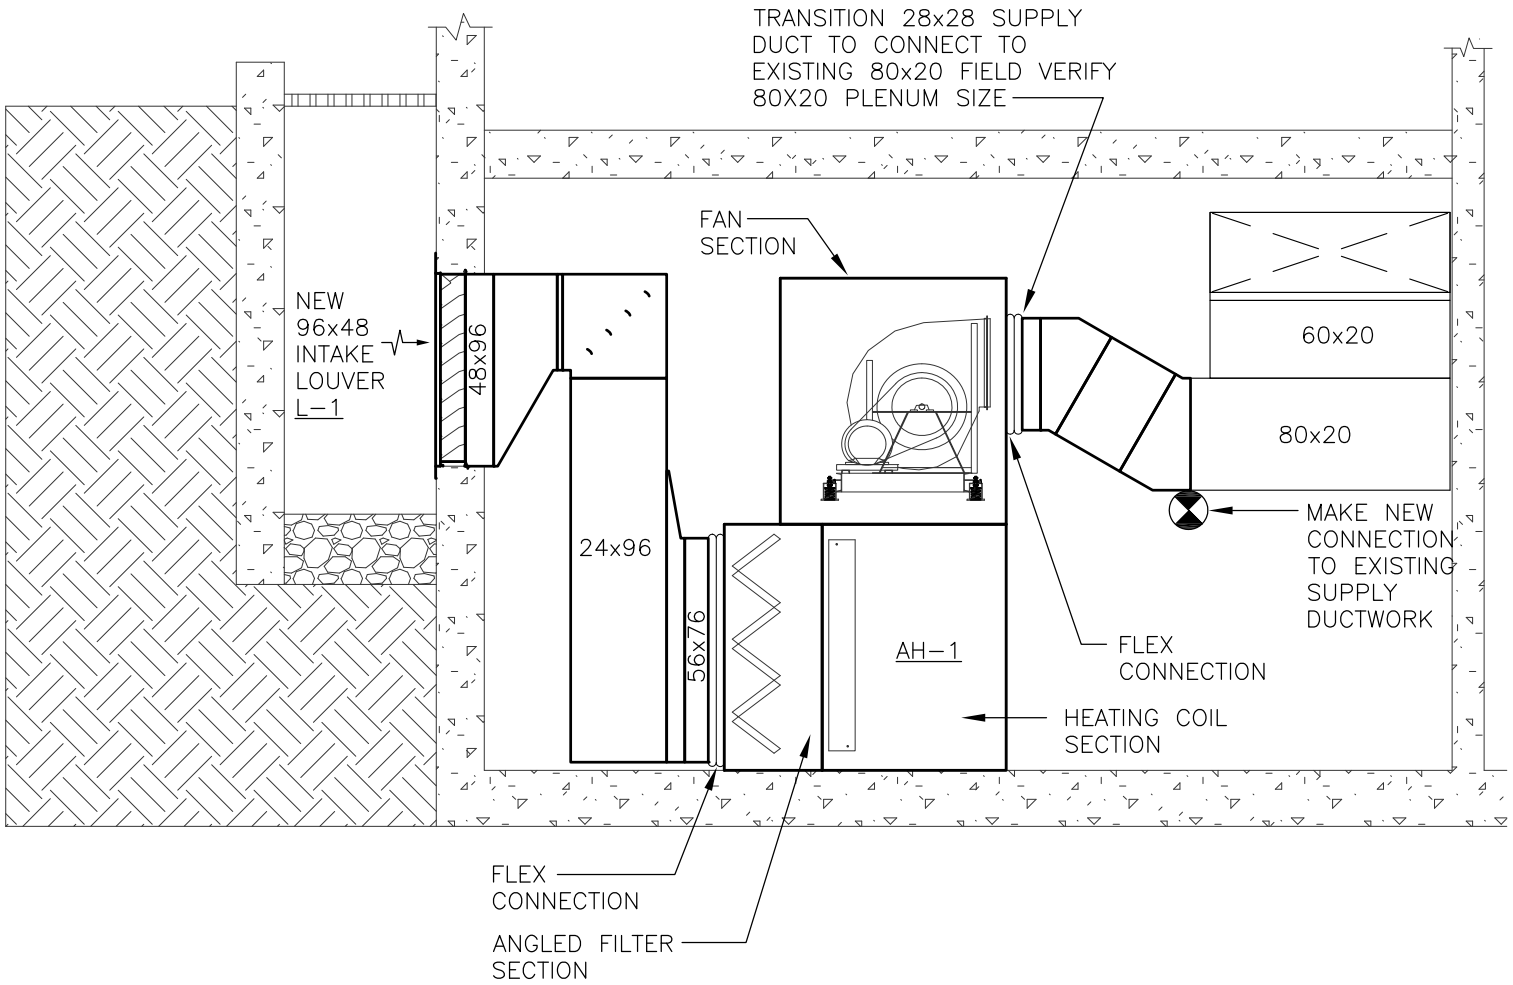 TRANSITION 28x28 SUPPLY
DUCT TO CONNECT TO
EXISTING 80x20 FIELD VERIFY
80X20 PLENUM SIZE
FAN
SECTION
NEW
96x48
INTAKE
LOUVER
L-1
48x96
60x20
80x20
MAKE NEW
CONNECTION
TO EXISTING
SUPPLY
DUCTWORK
24x96
56x76
AH-1
FLEX
CONNECTION
HEATING COIL
SECTION
FLEX
CONNECTION
ANGLED FILTER
SECTION